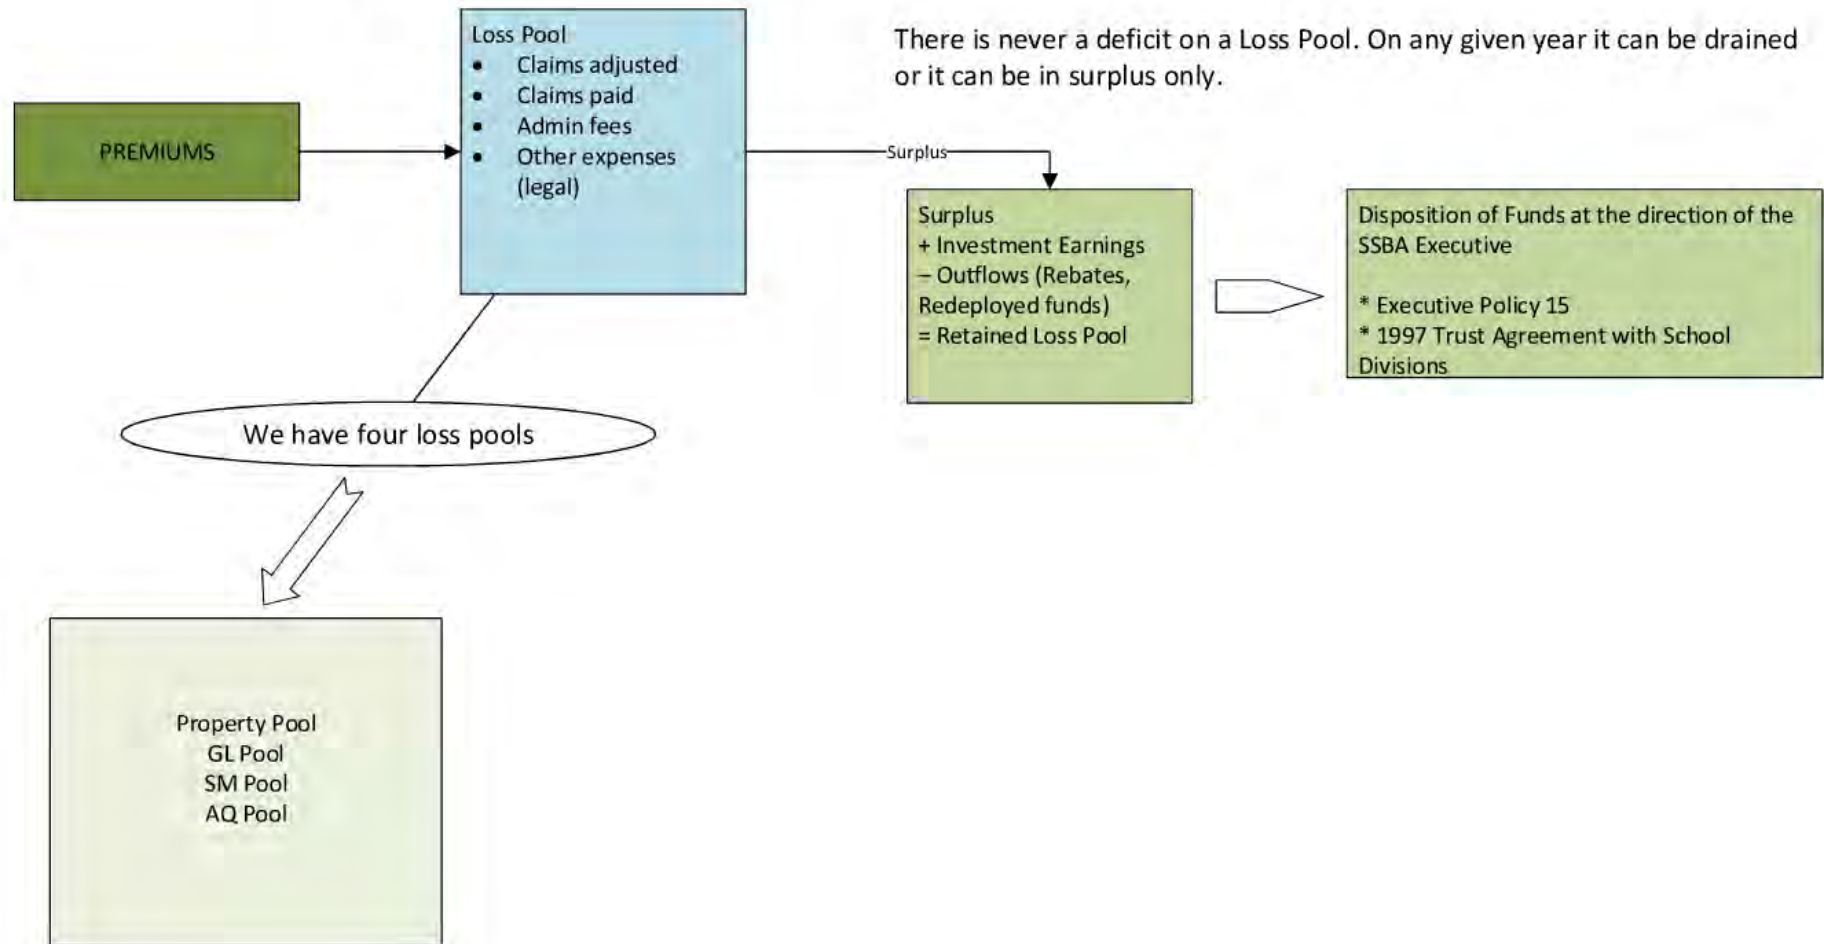 PREMIUMS
Loss Pool
• Claims adjusted
• Claims paid
• Admin fees
• Other expenses
(legal)
There is never a deficit on a Loss Pool. On any given year it can be drained
or it can be in surplus only.
Surplus
Surplus
+ Investment Earnings
– Outflows (Rebates,
Redeployed funds)
= Retained Loss Pool
Disposition of Funds at the direction of the
SSBA Executive
* Executive Policy 15
* 1997 Trust Agreement with School
Divisions
We have four loss pools
Property Pool
GL Pool
SM Pool
AQ Pool